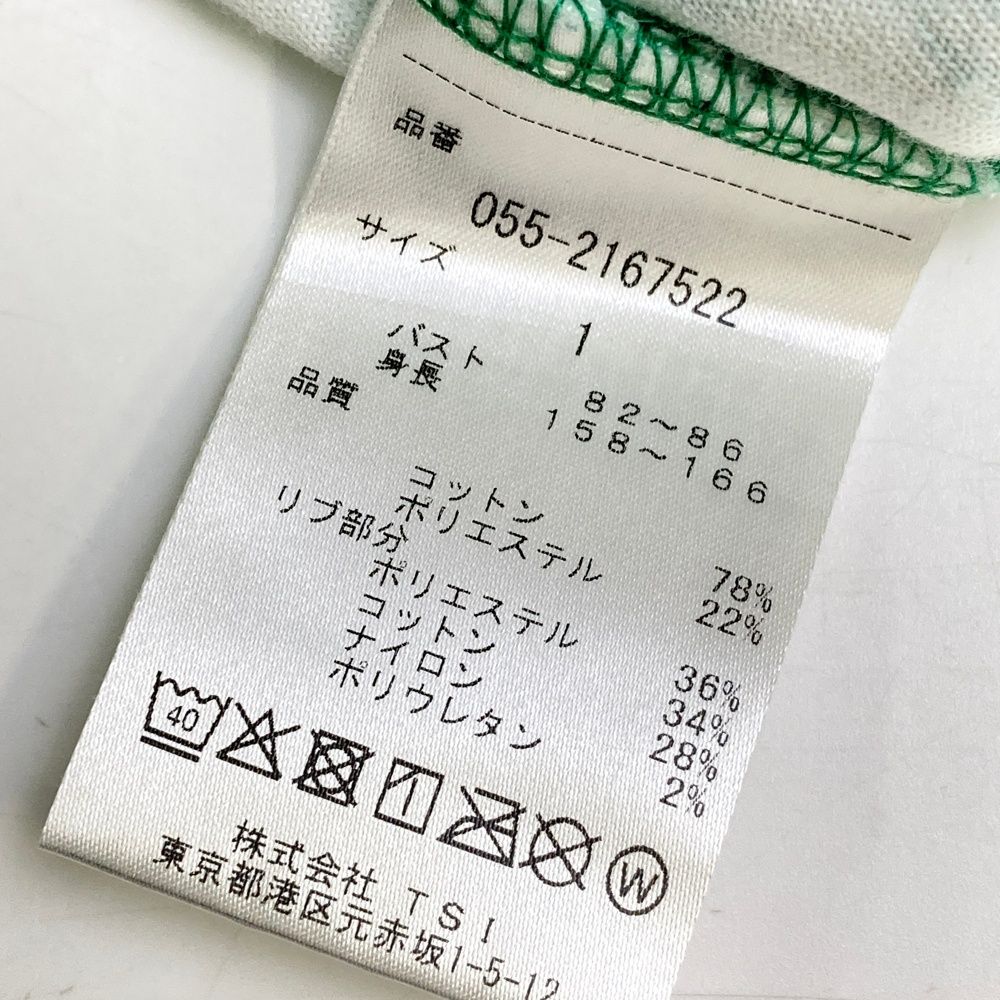 品番
055-2167522
サイズ
1
バスト 82～86
身長 158～166
品質
コットン 78%
ポリエステル 22%
リブ部分
ポリエステル 36%
コットン 34%
ナイロン 28%
ポリウレタン 2%
40
W
株式会社 TSI
東京都港区元赤坂1-5-12